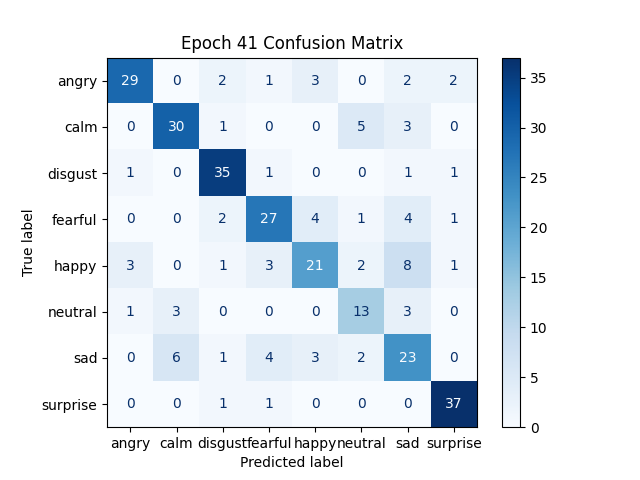 Epoch 41 Confusion Matrix
angry 29 0 2 1 3 0 2 2
calm 0 30 1 0 0 5 3 0
disgust 1 0 35 1 0 0 1 1
fearful 0 0 2 27 4 1 4 1
happy 3 0 1 3 21 2 8 1
neutral 1 3 0 0 0 13 3 0
sad 0 6 1 4 3 2 23 0
surprise 0 0 1 1 0 0 0 37
angry calm disgust fearful happy neutral sad surprise
Predicted label
True label
35
30
25
20
15
10
5
0